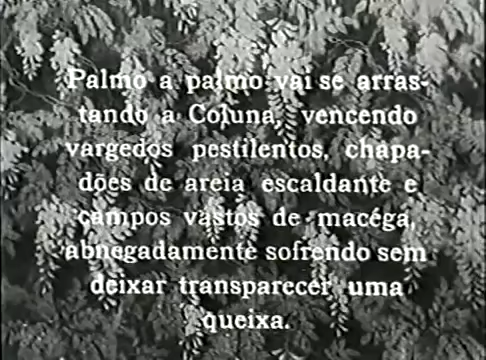 Palmo a palmo vai se arras-
tando a Coluna, vencendo
vargedos pestilentos, chapa-
dões de areia escaldante e
campos vastos de macéga,
abnegadamente sofrendo sem
deixar transparecer uma
queixa.